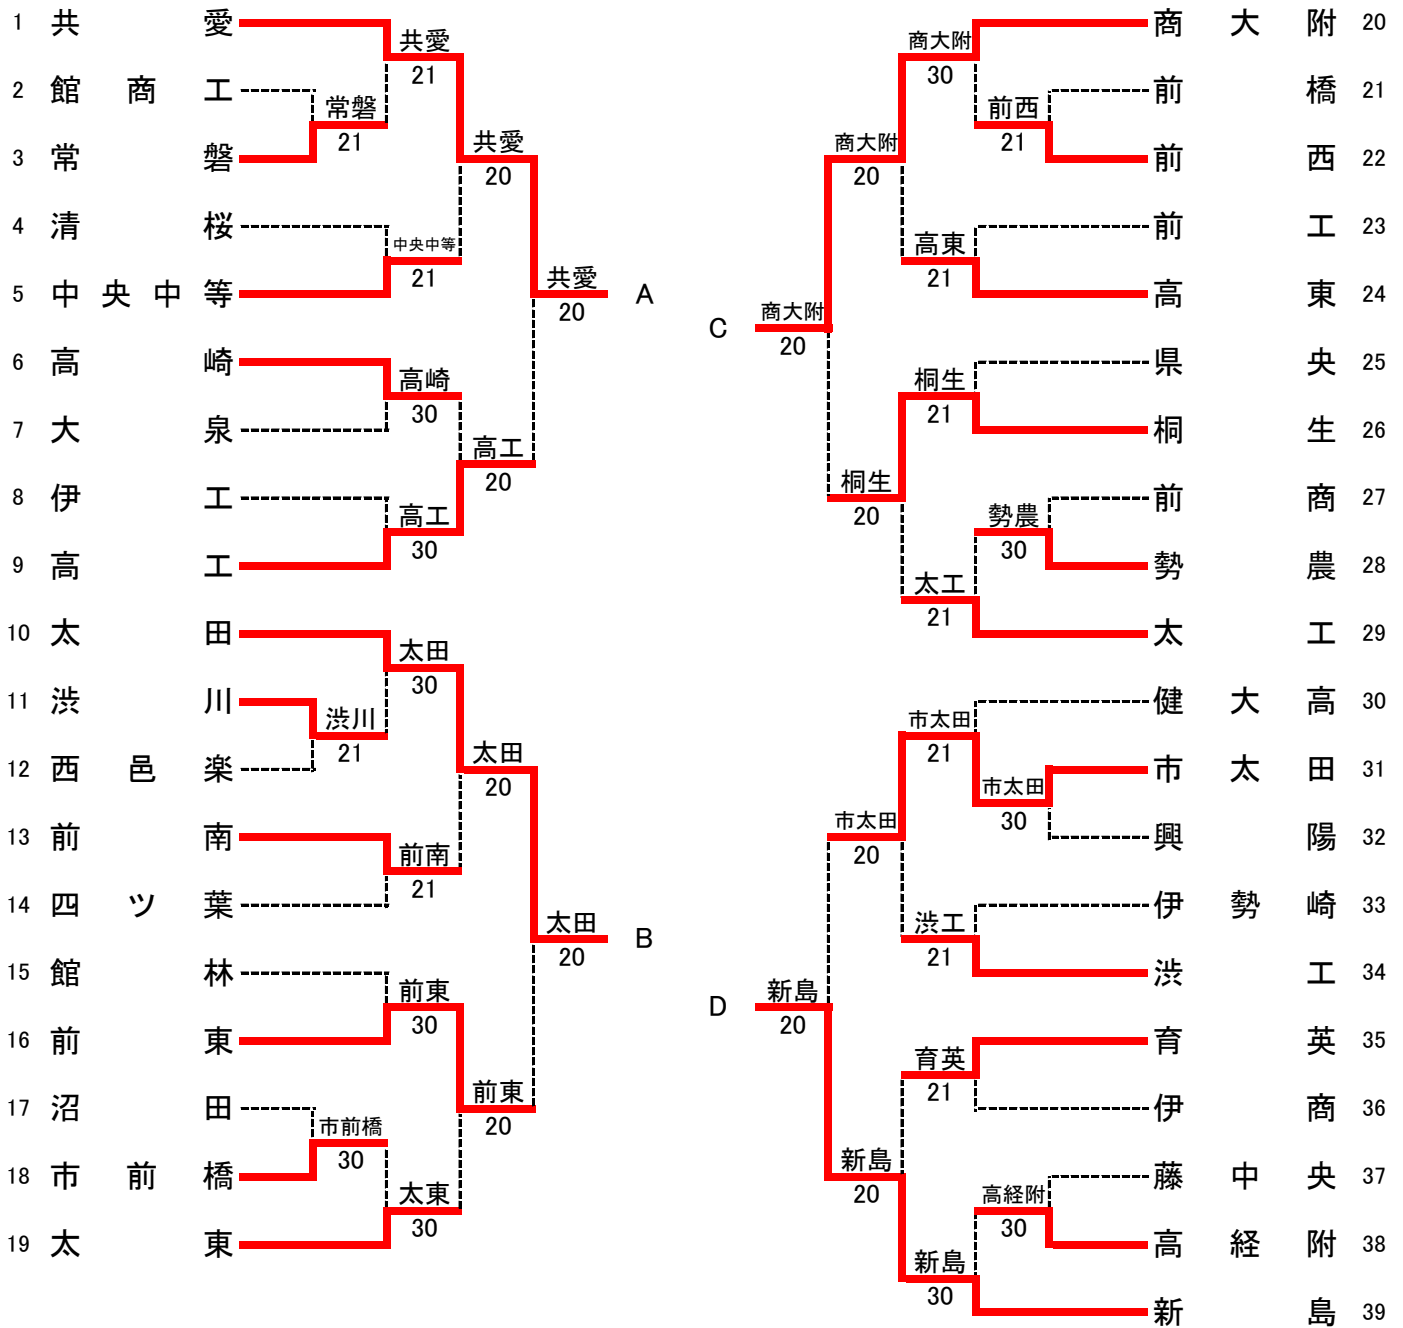 1 共愛
2 館商工
3 常磐
4 清桜
5 中央中等
6 高崎
7 大泉
8 伊工
9 高工
10 太田
11 渋川
12 西邑楽
13 前南
14 四ツ葉
15 館林
16 前東
17 沼田
18 市前橋
19 太東
共愛
21
常磐
21
共愛
20
中央中等
21
共愛
20
A
高崎
30
高工
20
高工
30
太田
30
渋川
21
太田
20
前南
21
太田
20
B
前東
30
前東
20
市前橋
30
太東
30
商大附
30
前西
21
商大附
20
高東
21
C
商大附
20
桐生
21
桐生
20
勢農
30
太工
21
市太田
21
市太田
30
市太田
20
渋工
21
D
新島
20
育英
21
新島
20
高経附
30
新島
30
商大附 20
前橋 21
前西 22
前工 23
高東 24
県央 25
桐生 26
前商 27
勢農 28
太工 29
健大高 30
市太田 31
興陽 32
伊勢崎 33
渋工 34
育英 35
伊商 36
藤中央 37
高経附 38
新島 39